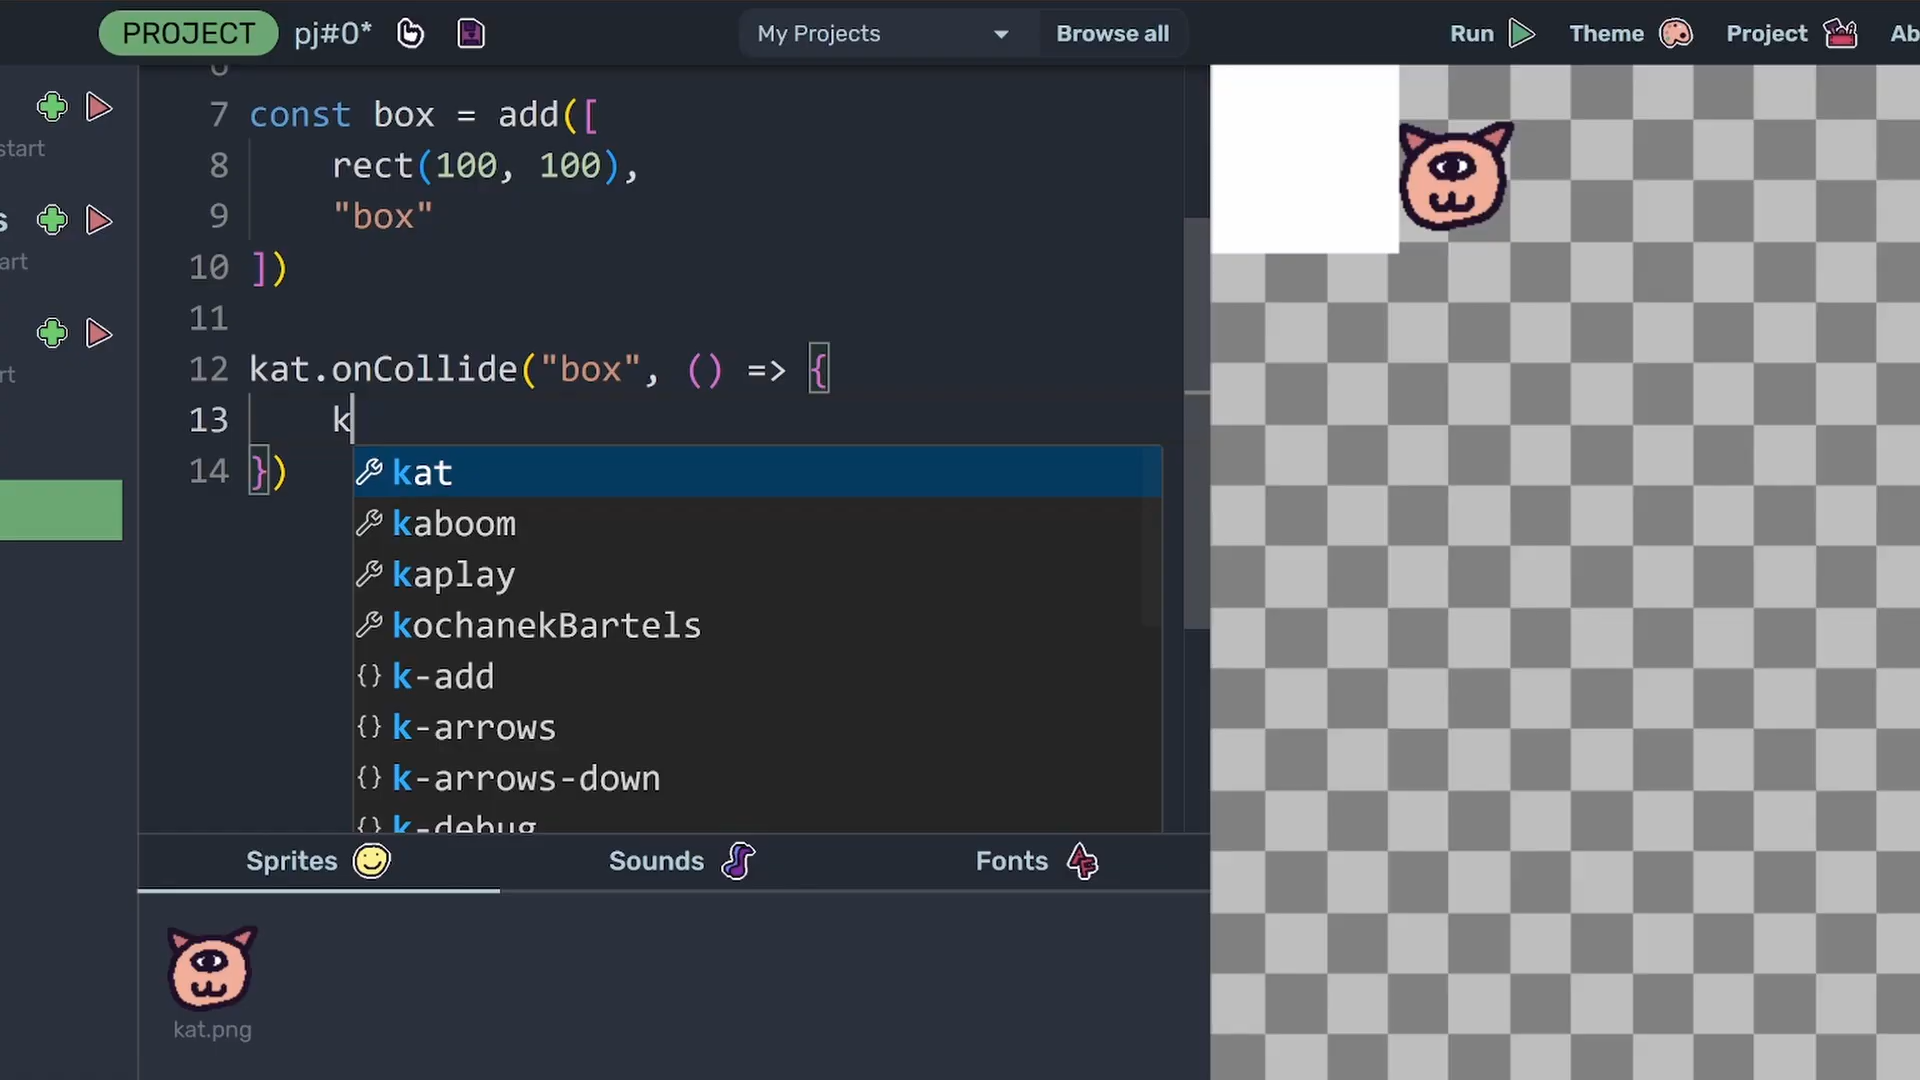 PROJECT pj#0* My Projects Browse all Run Theme Project Ab
7 const box = add([
start
8 rect(100, 100),
9 "box"
s
art
10 ])
11
12 kat.onCollide("box", () => {
rt
13 k
14 })
kat
kaboom
kaplay
kochanekBartels
k-add
k-arrows
k-arrows-down
k-debug
Sprites Sounds Fonts
kat.png